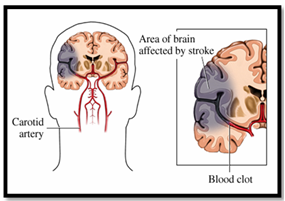 Area of brain
affected by stroke
Carotid
artery
Blood clot